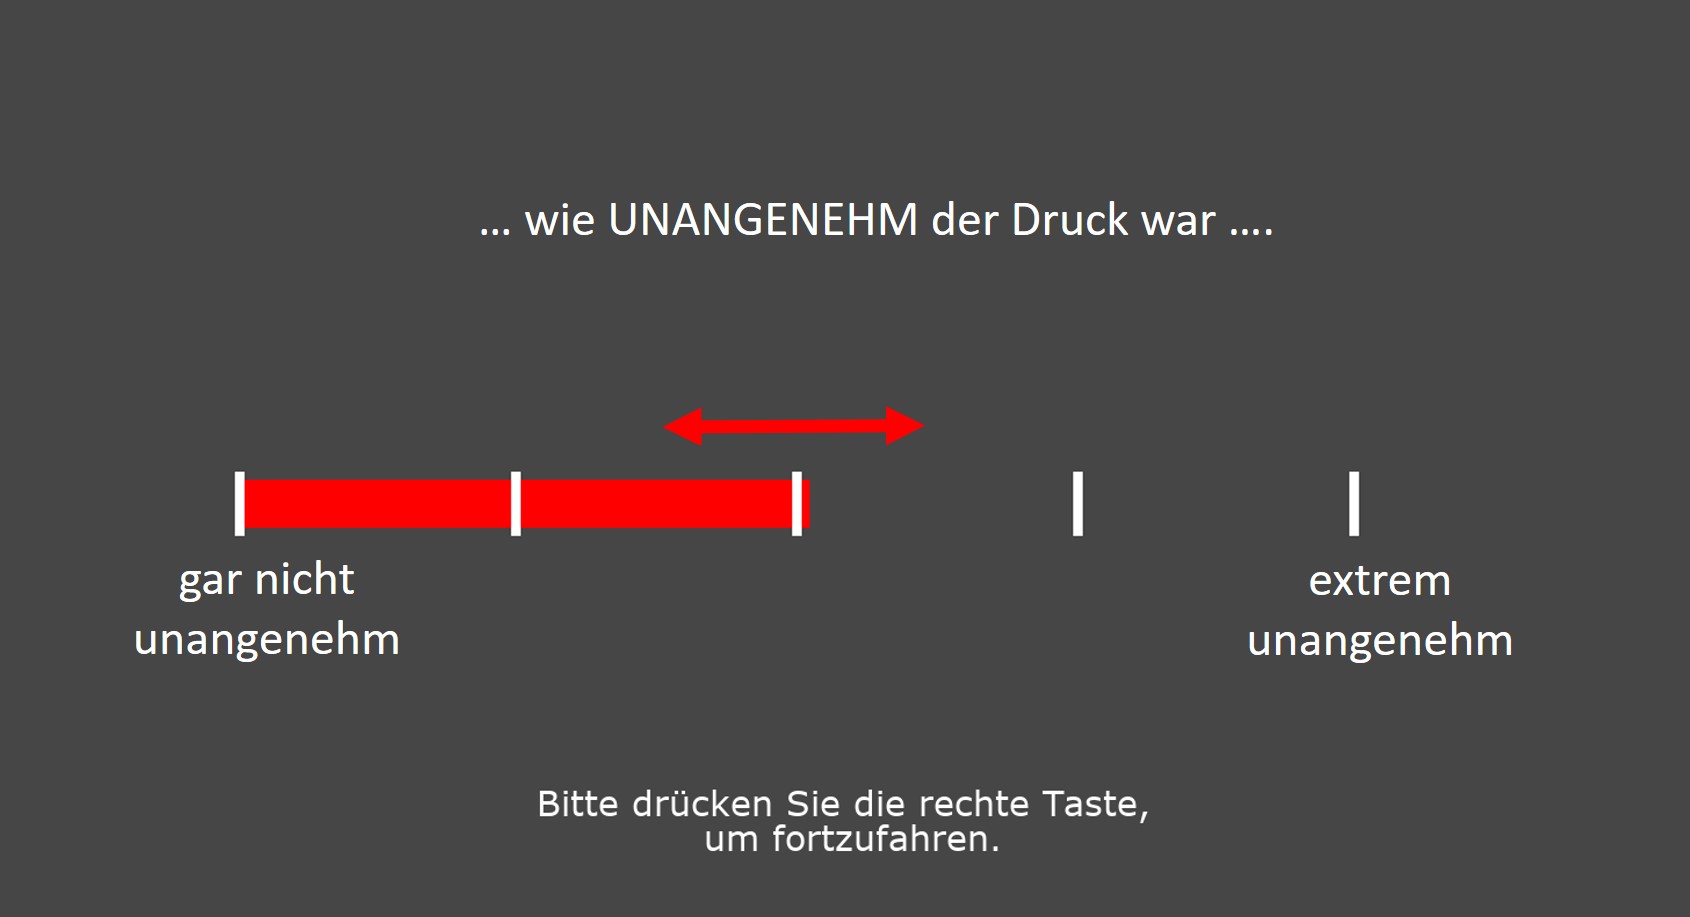 … wie UNANGENEHM der Druck war ….
gar nicht
unangenehm
extrem
unangenehm
Bitte drücken Sie die rechte Taste,
um fortzufahren.